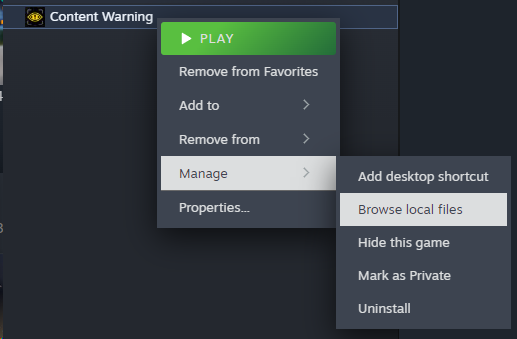 Content Warning
PLAY
Remove from Favorites
Add to
Remove from
Manage
Properties...
Add desktop shortcut
Browse local files
Hide this game
Mark as Private
Uninstall